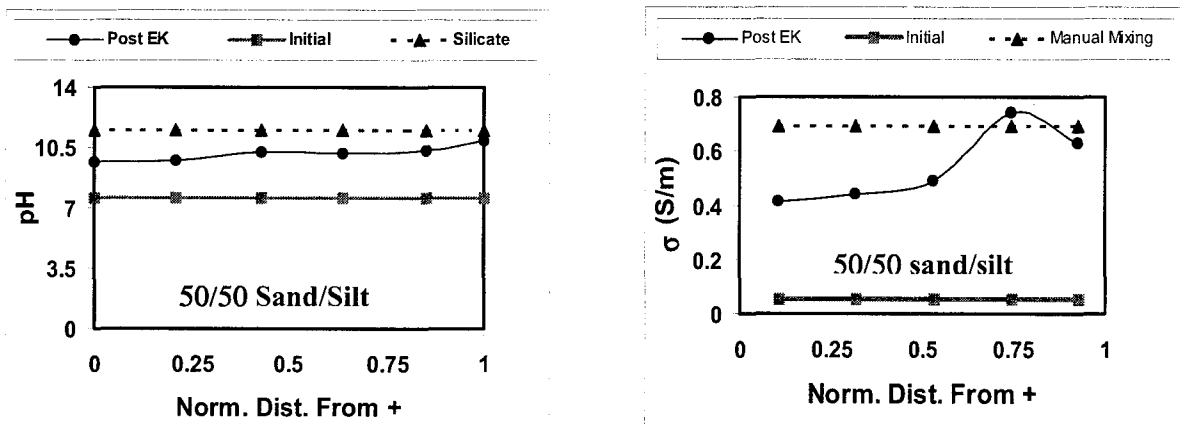 Post EK Initial Silicate
14
10.5
7
3.5
0
pH
50/50 Sand/Silt
0 0.25 0.5 0.75 1
Norm. Dist. From +
Post EK Initial Manual Mixing
0.8
0.6
0.4
0.2
0
σ (S/m)
50/50 sand/silt
0 0.25 0.5 0.75 1
Norm. Dist. From +